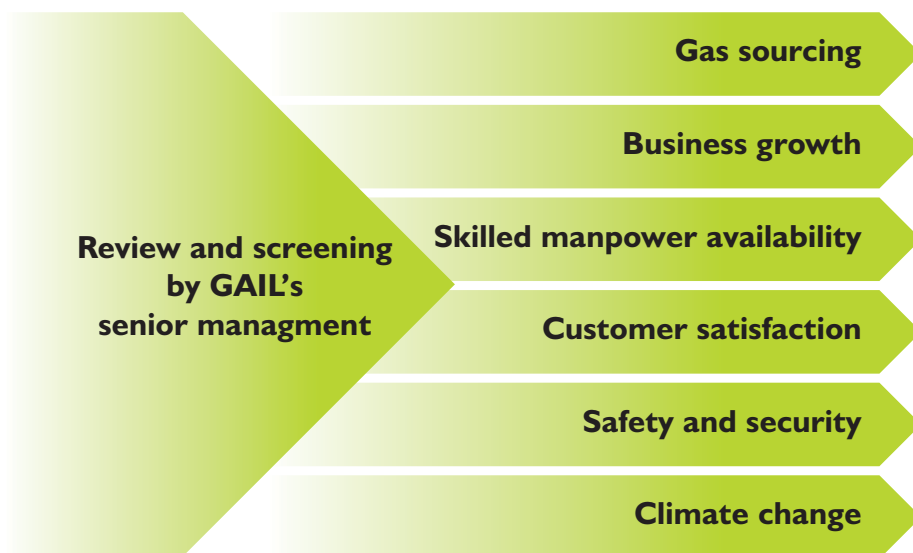 Review and screening
by GAIL’s
senior managment
Gas sourcing
Business growth
Skilled manpower availability
Customer satisfaction
Safety and security
Climate change